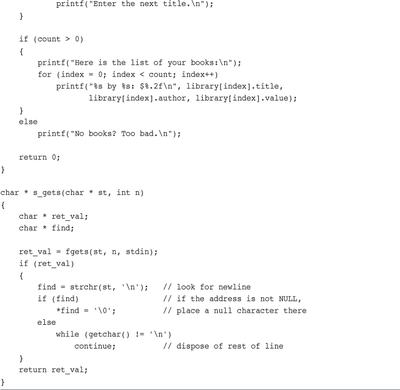 printf("Enter the next title.\n");
    }

    if (count > 0)
    {
        printf("Here is the list of your books:\n");
        for (index = 0; index < count; index++)
            printf("%s by %s: $%.2f\n", library[index].title,
                   library[index].author, library[index].value);
    }
    else
        printf("No books? Too bad.\n");

    return 0;
}

char * s_gets(char * st, int n)
{
    char * ret_val;
    char * find;

    ret_val = fgets(st, n, stdin);
    if (ret_val)
    {
        find = strchr(st, '\n');   // look for newline
        if (find)                  // if the address is not NULL,
            *find = '\0';          // place a null character there
        else
            while (getchar() != '\n')
                continue;          // dispose of rest of line
    }
    return ret_val;
}